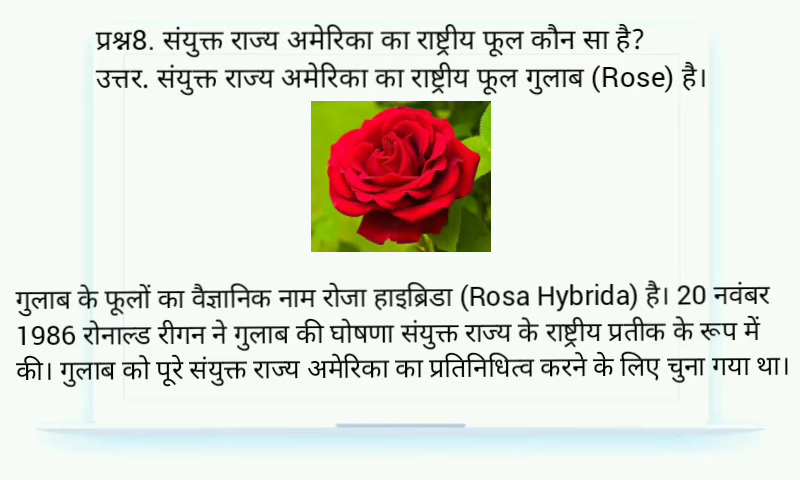 प्रश्न8. संयुक्त राज्य अमेरिका का राष्ट्रीय फूल कौन सा है?
उत्तर. संयुक्त राज्य अमेरिका का राष्ट्रीय फूल गुलाब (Rose) है।
गुलाब के फूलों का वैज्ञानिक नाम रोजा हाइब्रिडा (Rosa Hybrida) है। 20 नवंबर
1986 रोनाल्ड रीगन ने गुलाब की घोषणा संयुक्त राज्य के राष्ट्रीय प्रतीक के रूप में
की। गुलाब को पूरे संयुक्त राज्य अमेरिका का प्रतिनिधित्व करने के लिए चुना गया था।